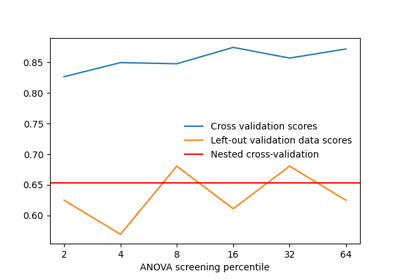 0.85
0.80
0.75
0.70
0.65
0.60
Cross validation scores
Left-out validation data scores
Nested cross-validation
2 4 8 16 32 64
ANOVA screening percentile